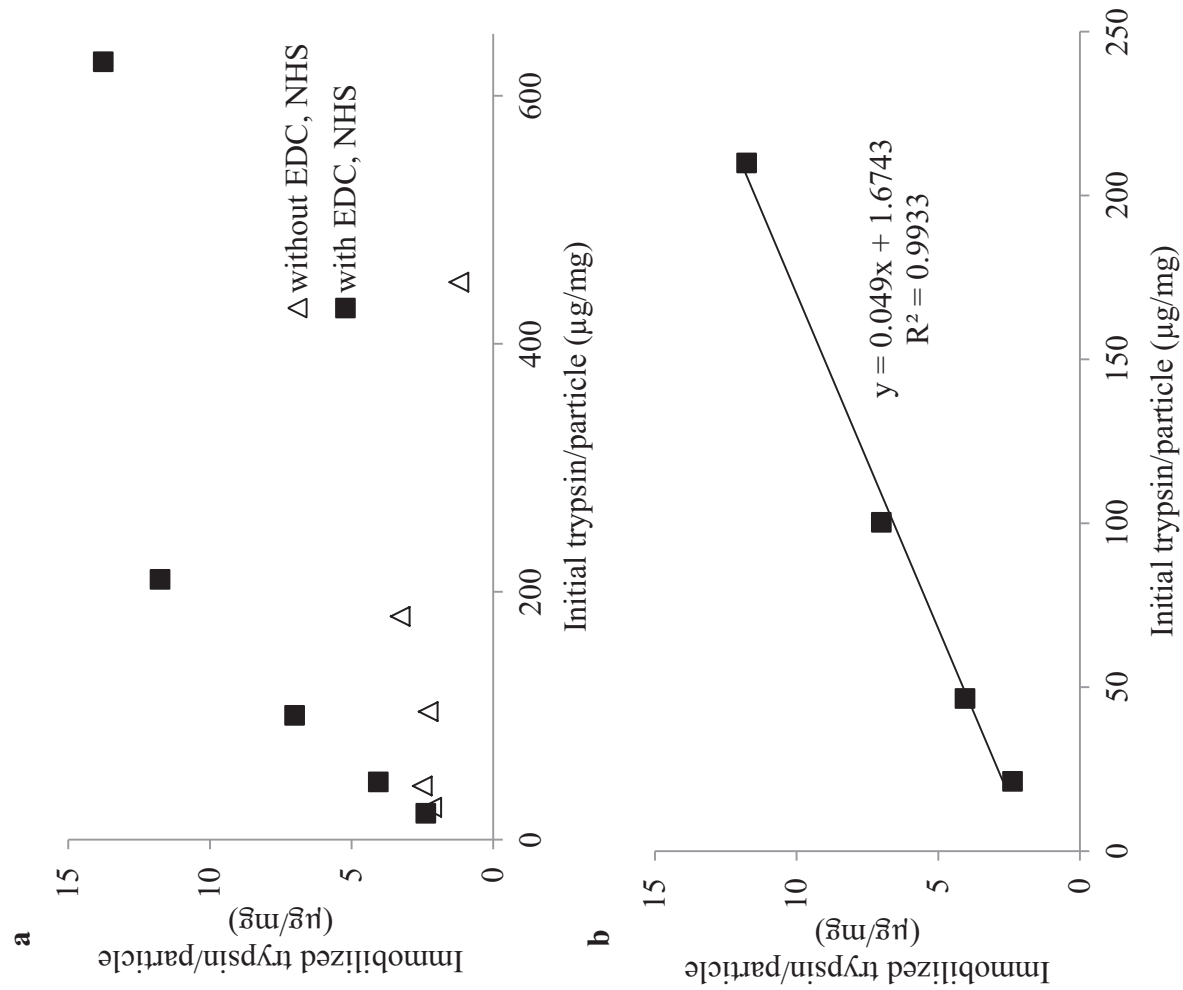 a
Immobilized trypsin/particle
(µg/mg)
15
10
5
0
0
200
400
600
Initial trypsin/particle (µg/mg)
without EDC, NHS
with EDC, NHS
b
Immobilized trypsin/particle
(µg/mg)
15
10
5
0
0
50
100
150
200
250
Initial trypsin/particle (µg/mg)
y = 0.049x + 1.6743
R² = 0.9933